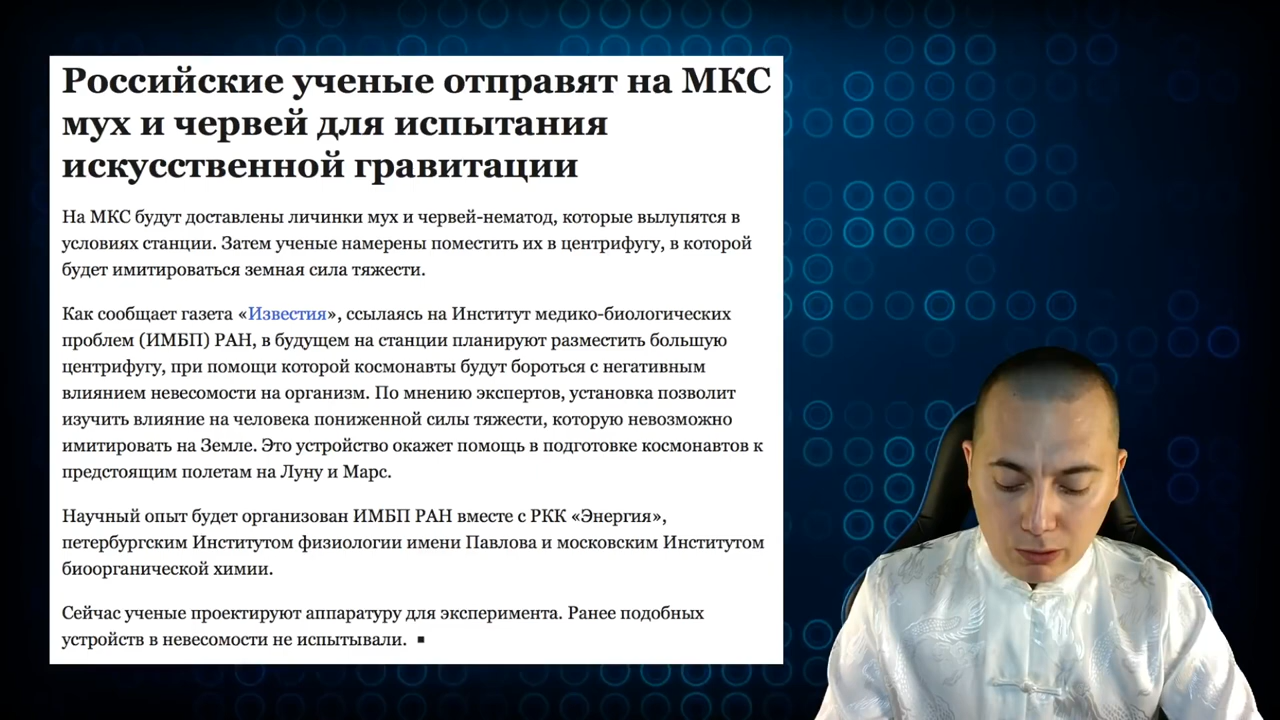 Российские ученые отправят на МКС
мух и червей для испытания
искусственной гравитации
На МКС будут доставлены личинки мух и червей-нематод, которые вылупятся в
условиях станции. Затем ученые намерены поместить их в центрифугу, в которой
будет имитироваться земная сила тяжести.
Как сообщает газета «Известия», ссылаясь на Институт медико-биологических
проблем (ИМБП) РАН, в будущем на станции планируют разместить большую
центрифугу, при помощи которой космонавты будут бороться с негативным
влиянием невесомости на организм. По мнению экспертов, установка позволит
изучить влияние на человека пониженной силы тяжести, которую невозможно
имитировать на Земле. Это устройство окажет помощь в подготовке космонавтов к
предстоящим полетам на Луну и Марс.
Научный опыт будет организован ИМБП РАН вместе с РКК «Энергия»,
петербургским Институтом физиологии имени Павлова и московским Институтом
биоорганической химии.
Сейчас ученые проектируют аппаратуру для эксперимента. Ранее подобных
устройств в невесомости не испытывали. ▪